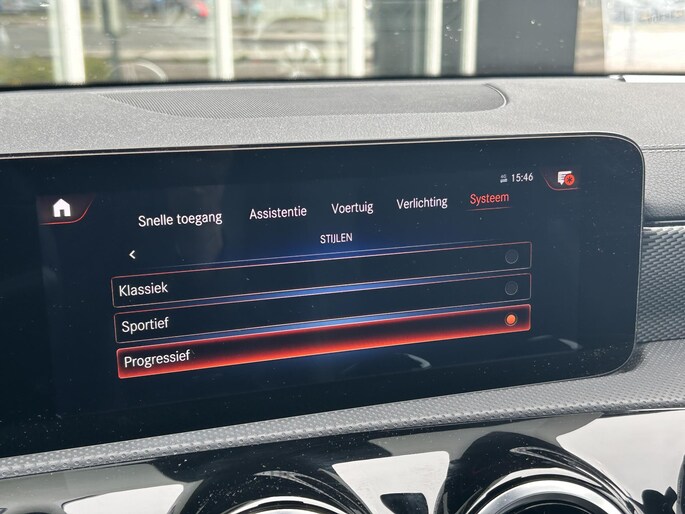 15:46
Snelle toegang Assistentie Voertuig Verlichting Systeem
STIJLEN
Klassiek
Sportief
Progressief